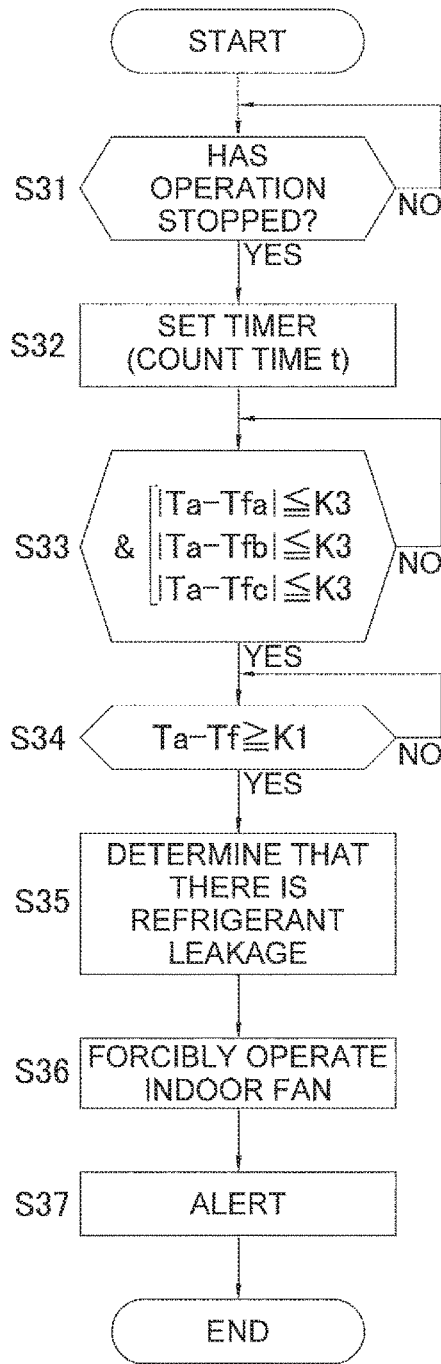 START
S31
HAS
OPERATION
STOPPED?
NO
YES
S32
SET TIMER
(COUNT TIME t)
S33
&
|Ta-Tfa|≦K3
|Ta-Tfb|≦K3
|Ta-Tfc|≦K3
NO
YES
S34
Ta-Tf≧K1
NO
YES
S35
DETERMINE THAT
THERE IS
REFRIGERANT
LEAKAGE
S36
FORCIBLY OPERATE
INDOOR FAN
S37
ALERT
END